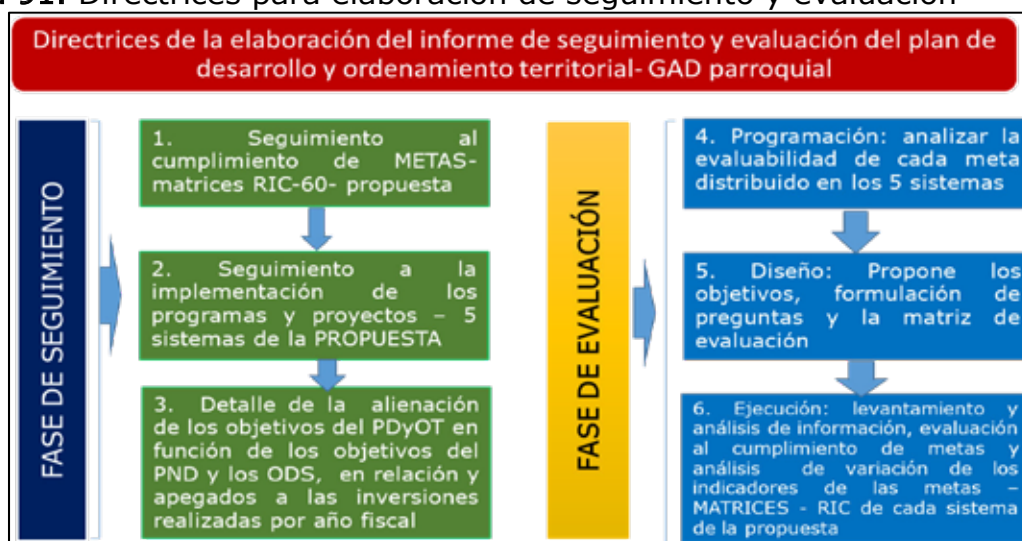 91. Directrices para elaboración de seguimiento y evaluación
Directrices de la elaboración del informe de seguimiento y evaluación del plan de
desarrollo y ordenamiento territorial- GAD parroquial
FASE DE SEGUIMIENTO
1. Seguimiento al
cumplimiento de METAS-
matrices RIC-60- propuesta
2. Seguimiento a la
implementación de los
programas y proyectos – 5
sistemas de la PROPUESTA
3. Detalle de la alienación
de los objetivos del PDyOT en
función de los objetivos del
PND y los ODS, en relación y
apegados a las inversiones
realizadas por año fiscal
FASE DE EVALUACIÓN
4. Programación: analizar la
evaluabilidad de cada meta
distribuido en los 5 sistemas
5. Diseño: Propone los
objetivos, formulación de
preguntas y la matriz de
evaluación
6. Ejecución: levantamiento y
análisis de información, evaluación
al cumplimiento de metas y
análisis de variación de los
indicadores de las metas –
MATRICES - RIC de cada sistema
de la propuesta